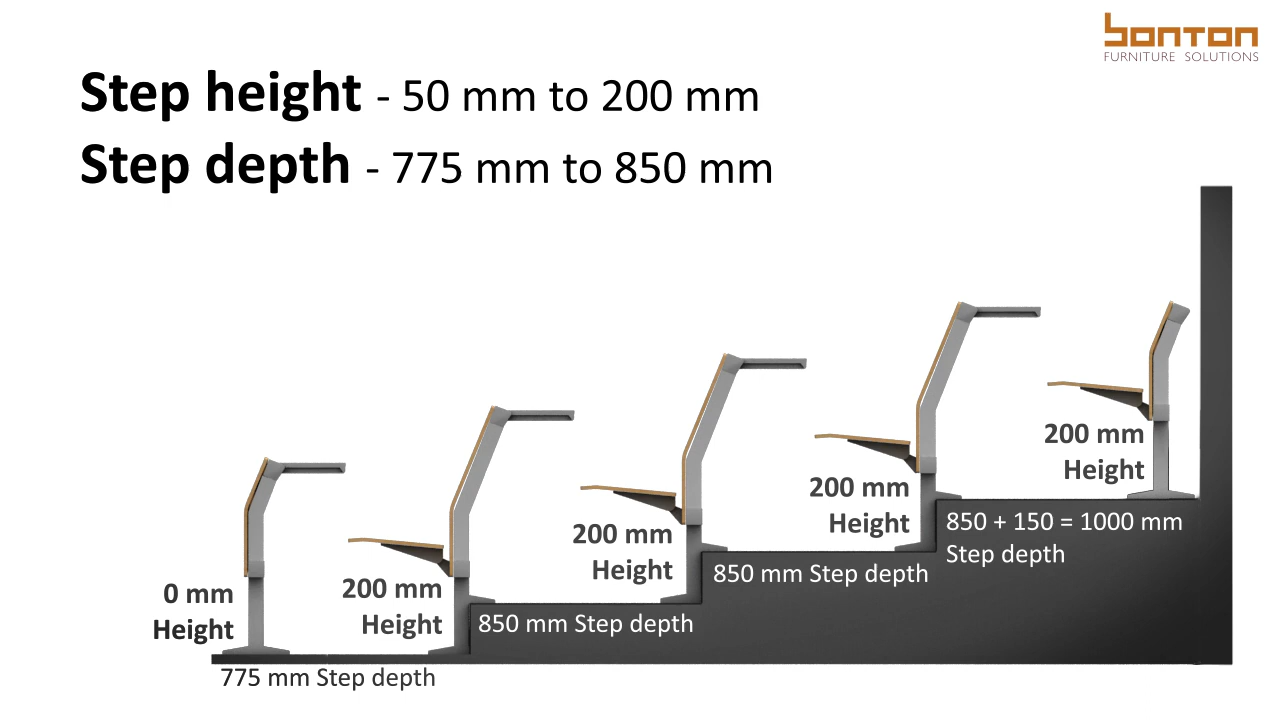 bonton
FURNITURE SOLUTIONS
Step height - 50 mm to 200 mm
Step depth - 775 mm to 850 mm
200 mm
Height
200 mm
Height
850 + 150 = 1000 mm
Step depth
200 mm
Height
850 mm Step depth
200 mm
Height
850 mm Step depth
0 mm
Height
775 mm Step depth